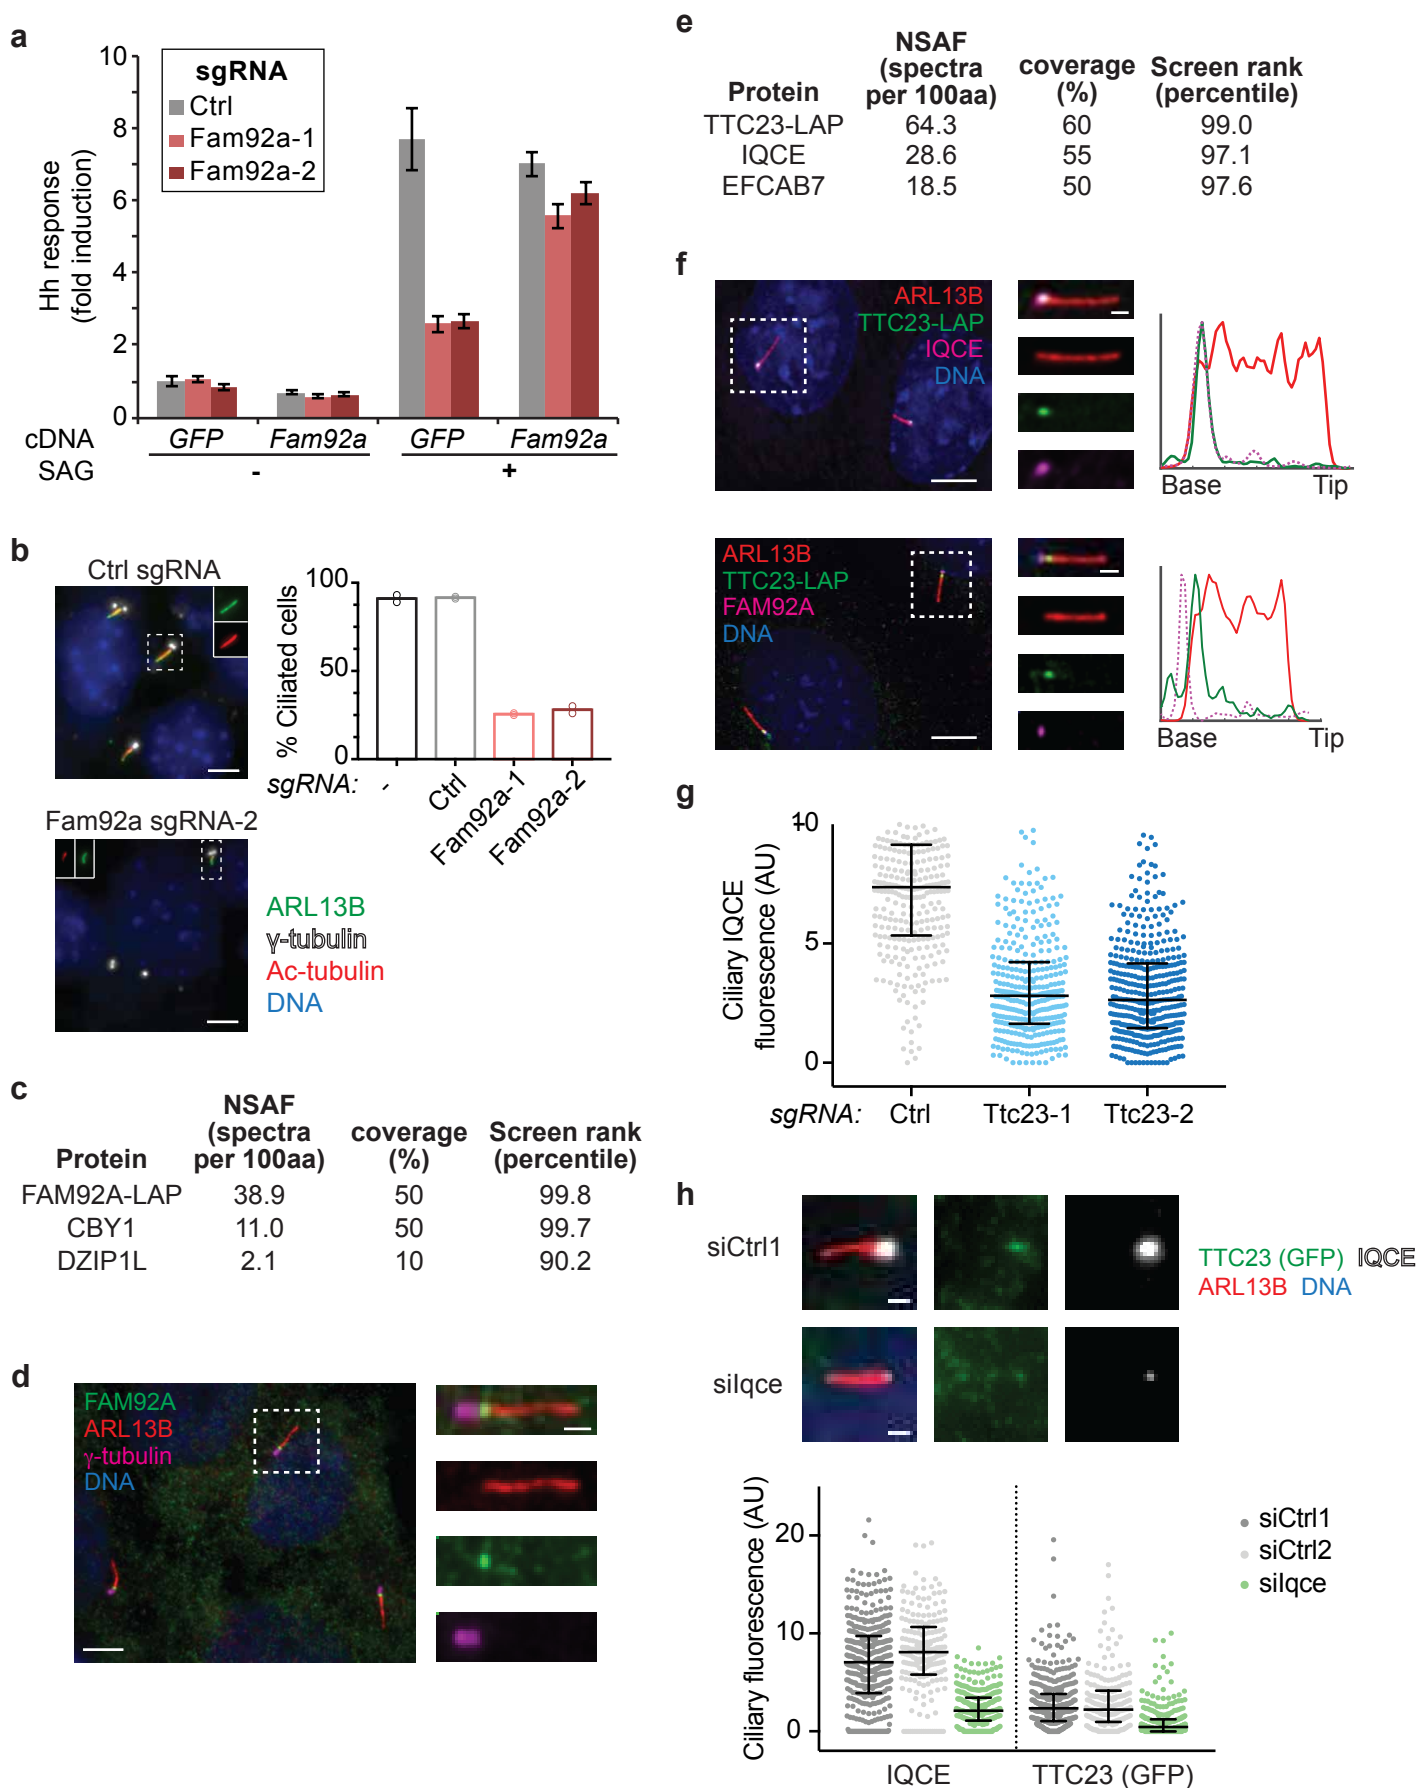 a
10
8
6
4
2
0
Hh response
(fold induction)
sgRNA
Ctrl
Fam92a-1
Fam92a-2
cDNA GFP Fam92a GFP Fam92a
SAG - +
b
Ctrl sgRNA
Fam92a sgRNA-2
ARL13B
γ-tubulin
Ac-tubulin
DNA
100
50
0
% Ciliated cells
sgRNA: - Ctrl Fam92a-1 Fam92a-2
c
Protein NSAF (spectra per 100aa) coverage (%) Screen rank (percentile)
FAM92A-LAP 38.9 50 99.8
CBY1 11.0 50 99.7
DZIP1L 2.1 10 90.2
d
FAM92A
ARL13B
γ-tubulin
DNA
e
Protein NSAF (spectra per 100aa) coverage (%) Screen rank (percentile)
TTC23-LAP 64.3 60 99.0
IQCE 28.6 55 97.1
EFCAB7 18.5 50 97.6
f
ARL13B
TTC23-LAP
IQCE
DNA
Base Tip
ARL13B
TTC23-LAP
FAM92A
DNA
Base Tip
g
10
5
0
Ciliary IQCE
fluorescence (AU)
sgRNA: Ctrl Ttc23-1 Ttc23-2
h
siCtrl1
siIqce
TTC23 (GFP) IQCE
ARL13B DNA
20
10
0
Ciliary fluorescence (AU)
siCtrl1
siCtrl2
siIqce
IQCE TTC23 (GFP)